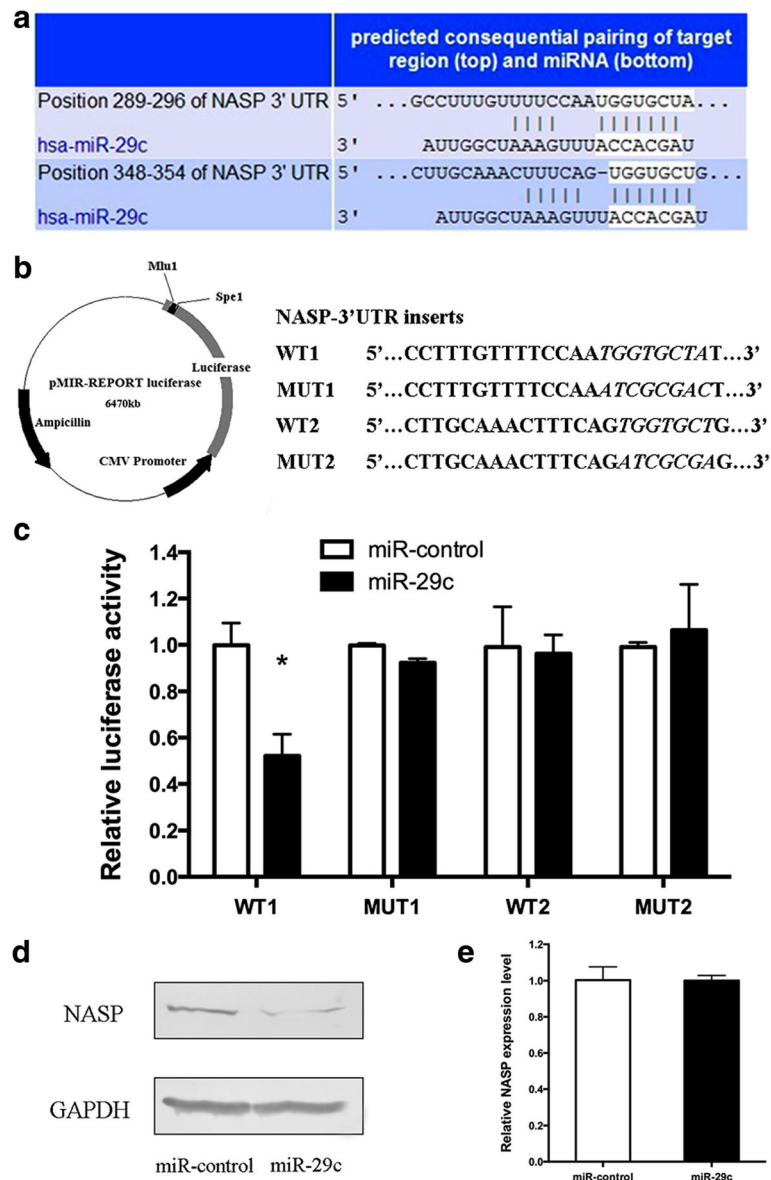 a
predicted consequential pairing of target
region (top) and miRNA (bottom)
Position 289-296 of NASP 3' UTR 5' ...GCCUUUGUUUUCCAAUGGUGCUA...
hsa-miR-29c 3' AUUGGCUAAAGUUUACCACGAU
Position 348-354 of NASP 3' UTR 5' ...CUUGCAAACUUUCAG-UGGUGCUG...
hsa-miR-29c 3' AUUGGCUAAAGUUUACCACGAU
b
Mlu1
Spe1
Luciferase
pMIR-REPORT luciferase
6470kb
Ampicillin
CMV Promoter
NASP-3'UTR inserts
WT1 5'…CCTTTGTTTTCCAATGGTGCTAT…3'
MUT1 5'…CCTTTGTTTTCCAAATCGCGACT…3'
WT2 5'…CTTGCAAACTTTCAGTGGTGCTG…3'
MUT2 5'…CTTGCAAACTTTCAGATCGCGAG…3'
c
Relative luciferase activity
1.4
1.2
1.0
0.8
0.6
0.4
0.2
0.0
miR-control
miR-29c
*
WT1 MUT1 WT2 MUT2
d
NASP
GAPDH
miR-control miR-29c
e
Relative NASP expression level
1.2
1.0
0.8
0.6
0.4
0.2
0.0
miR-control miR-29c